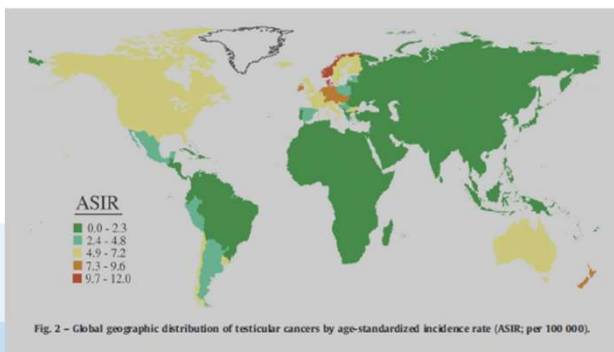 ASIR
0.0 - 2.3
2.4 - 4.8
4.9 - 7.2
7.3 - 9.6
9.7 - 12.0
Fig. 2 – Global geographic distribution of testicular cancers by age-standardized incidence rate (ASIR; per 100 000).